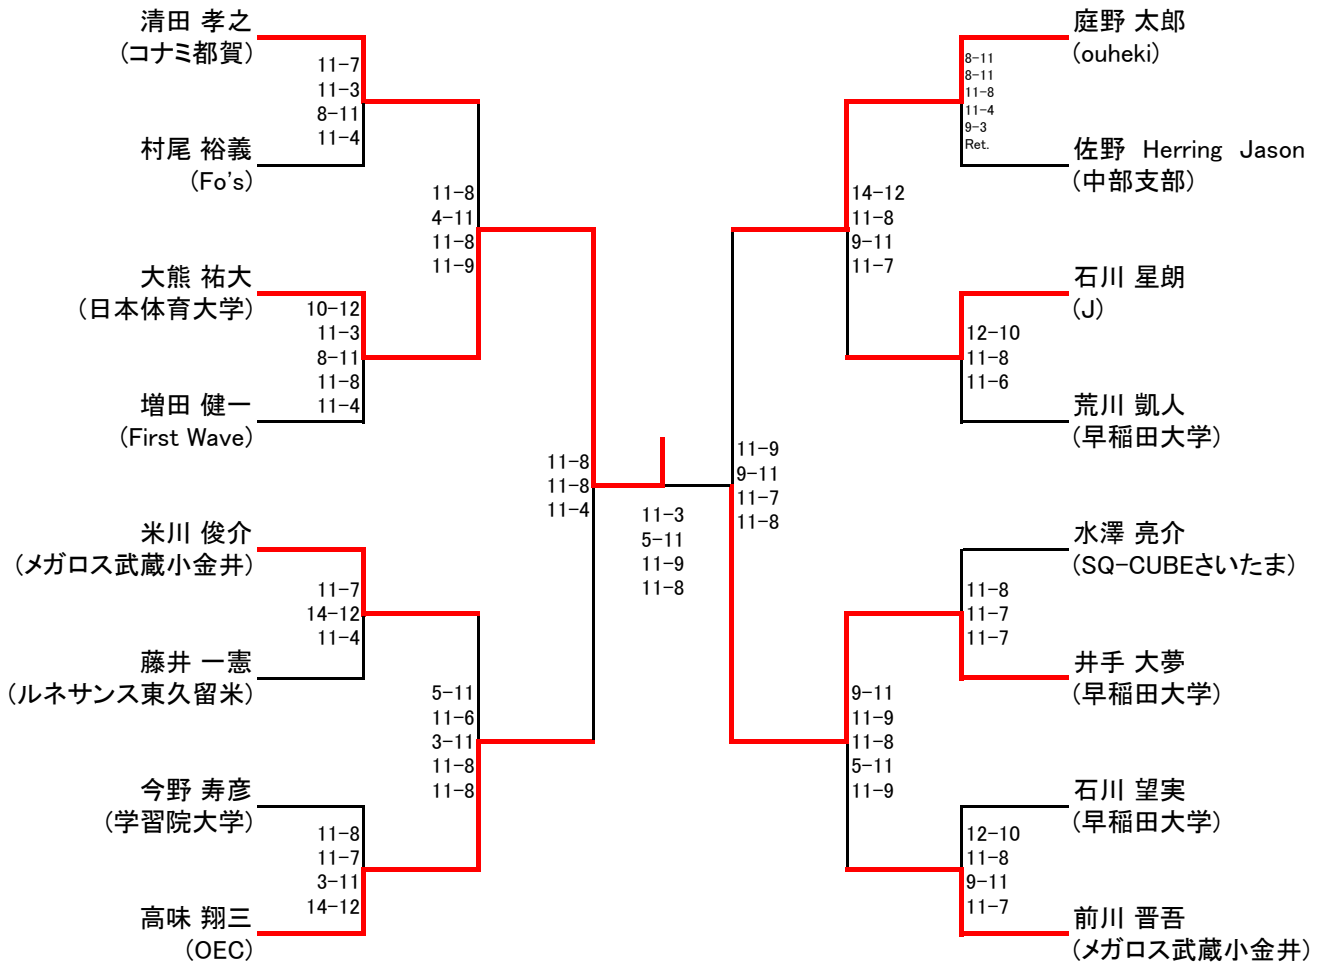 清田 孝之
(コナミ都賀)
11-7
11-3
8-11
11-4
村尾 裕義
(Fo's)
11-8
4-11
11-8
11-9
大熊 祐大
(日本体育大学)
10-12
11-3
8-11
11-8
11-4
増田 健一
(First Wave)
11-8
11-8
11-4
米川 俊介
(メガロス武蔵小金井)
11-7
14-12
11-4
藤井 一憲
(ルネサンス東久留米)
5-11
11-6
3-11
11-8
11-8
今野 寿彦
(学習院大学)
11-8
11-7
3-11
14-12
高味 翔三
(OEC)
11-3
5-11
11-9
11-8
庭野 太郎
(ouheki)
8-11
8-11
11-8
11-4
9-3
Ret.
佐野 Herring Jason
(中部支部)
14-12
11-8
9-11
11-7
石川 星朗
(J)
12-10
11-8
11-6
荒川 凱人
(早稲田大学)
11-9
9-11
11-7
11-8
水澤 亮介
(SQ-CUBEさいたま)
11-8
11-7
11-7
井手 大夢
(早稲田大学)
9-11
11-9
11-8
5-11
11-9
石川 望実
(早稲田大学)
12-10
11-8
9-11
11-7
前川 晋吾
(メガロス武蔵小金井)